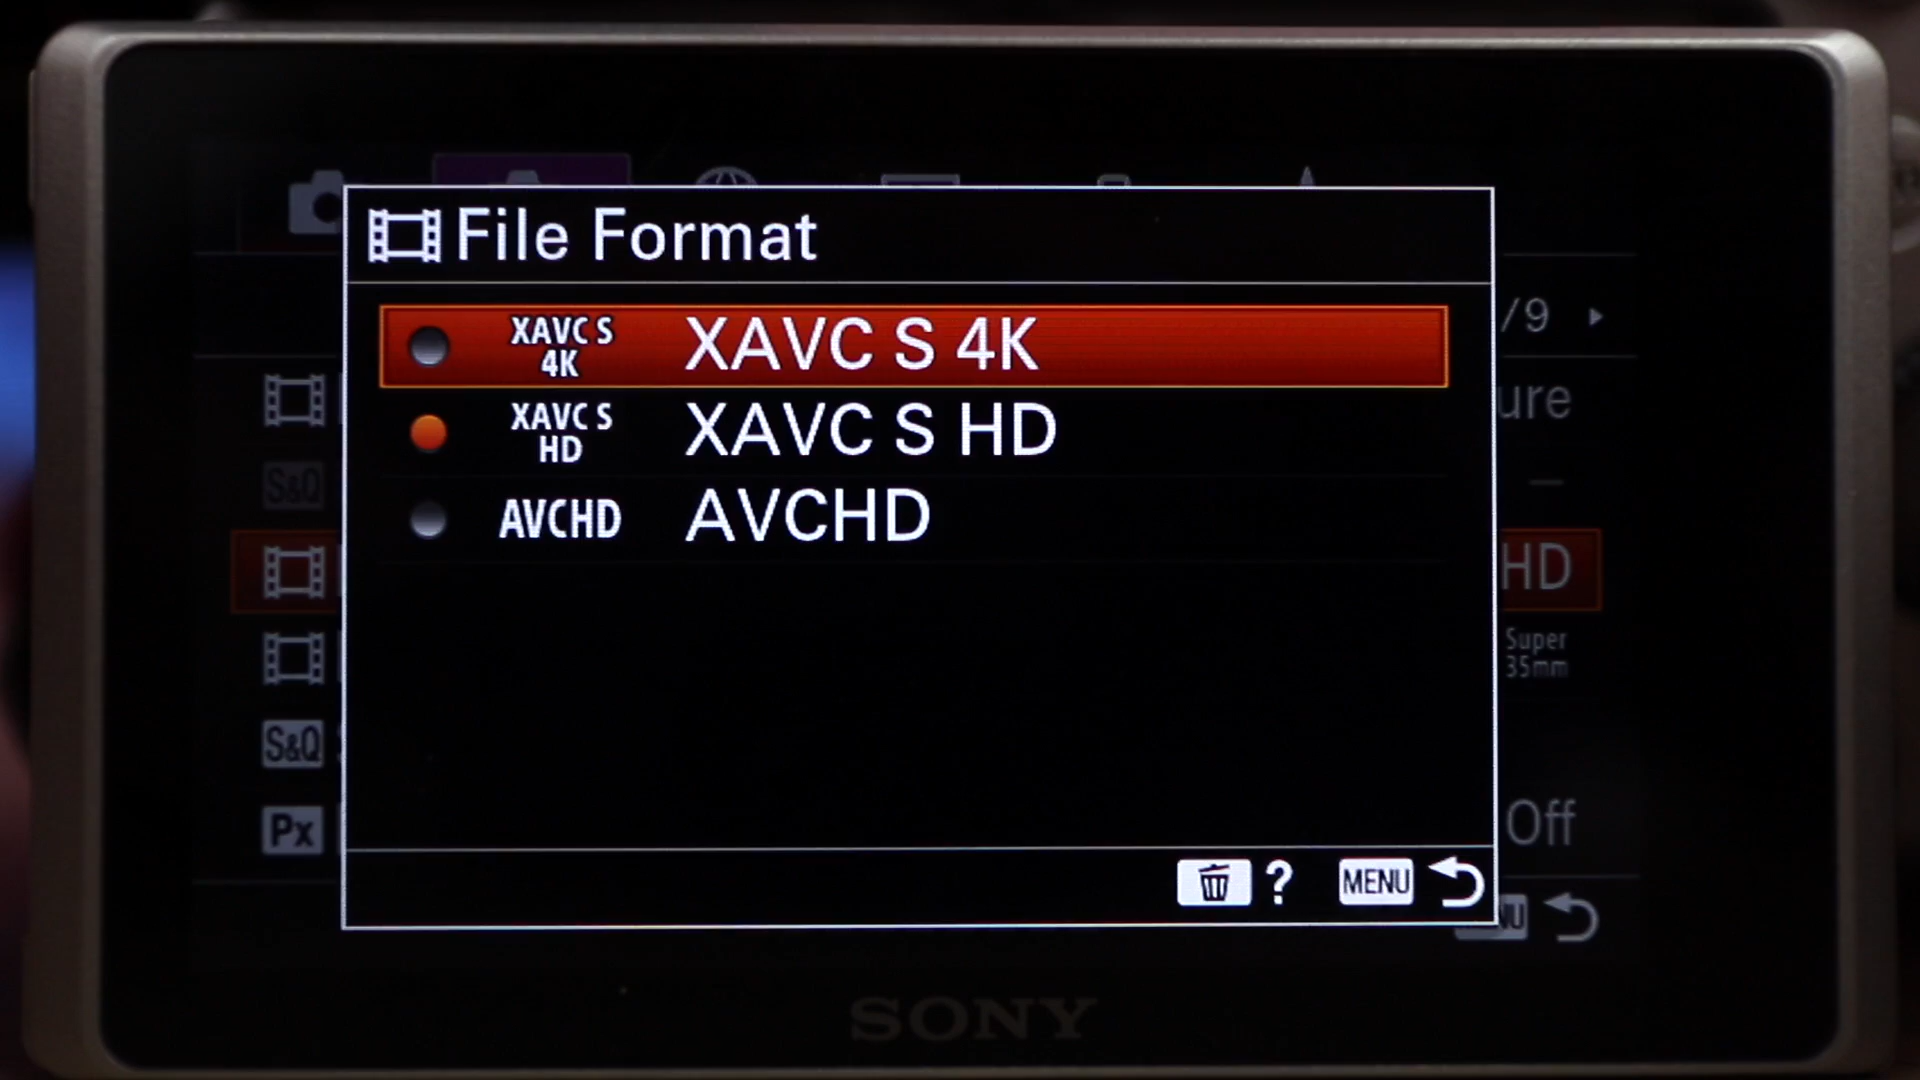 File Format
XAVC S 4K XAVC S 4K
XAVC S HD XAVC S HD
AVCHD AVCHD
? MENU
/9
ure
S&Q
HD
Super 35mm
S&Q
Px
Off
NU
SONY